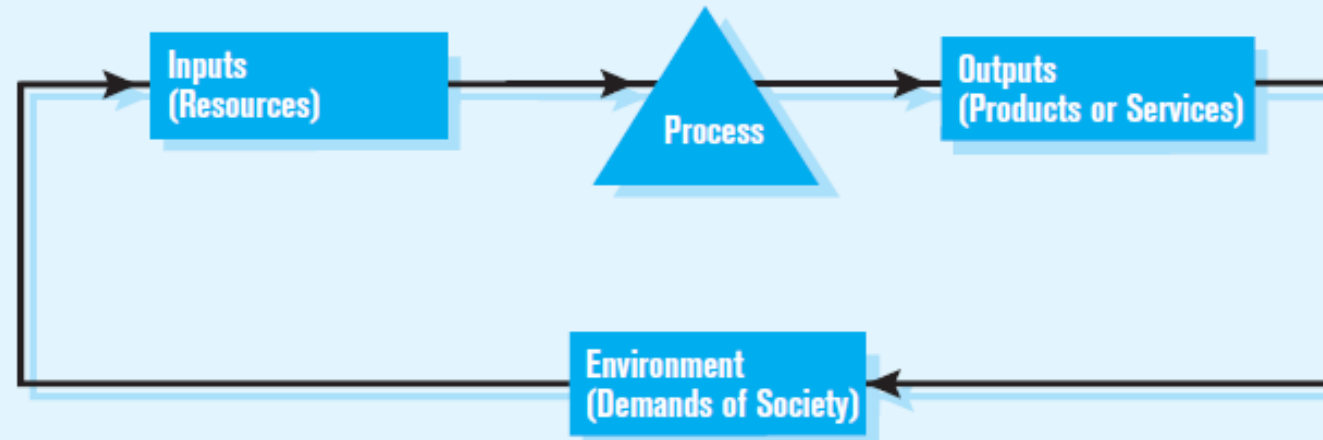 Inputs
(Resources)
Process
Outputs
(Products or Services)
Environment
(Demands of Society)